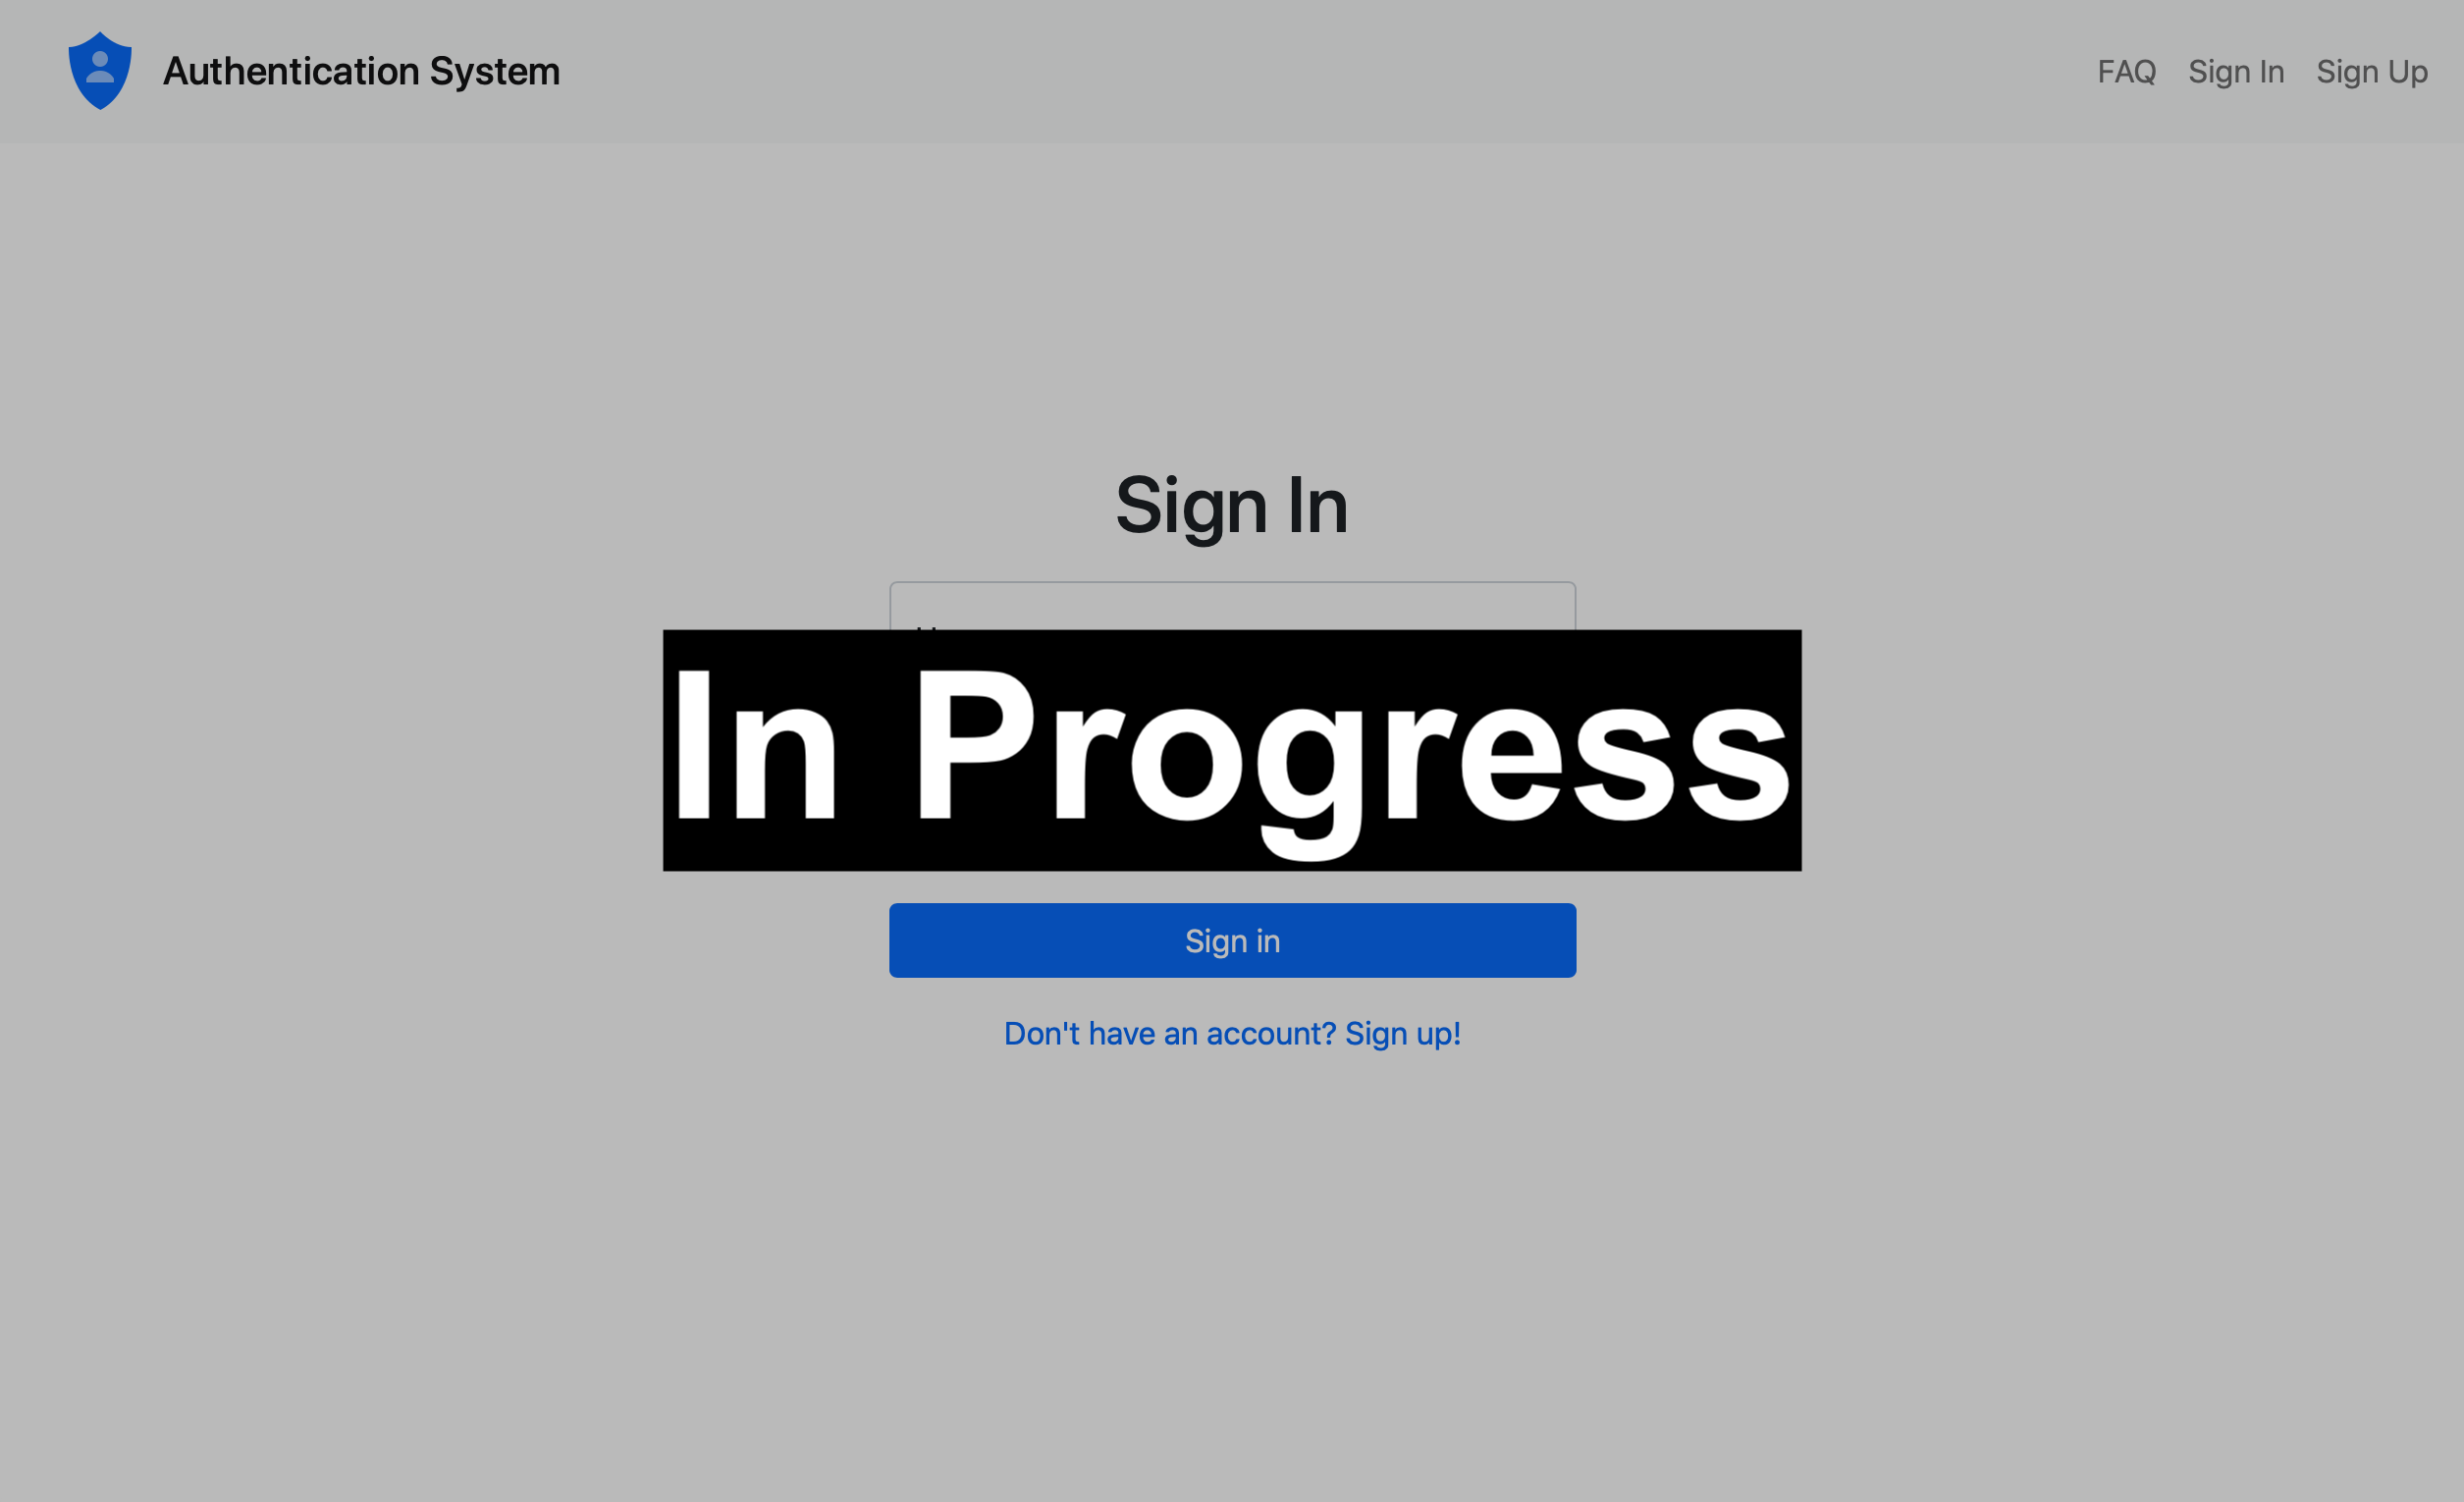 Authentication System
FAQ Sign In Sign Up
Sign In
In Progress
Sign in
Don't have an account? Sign up!